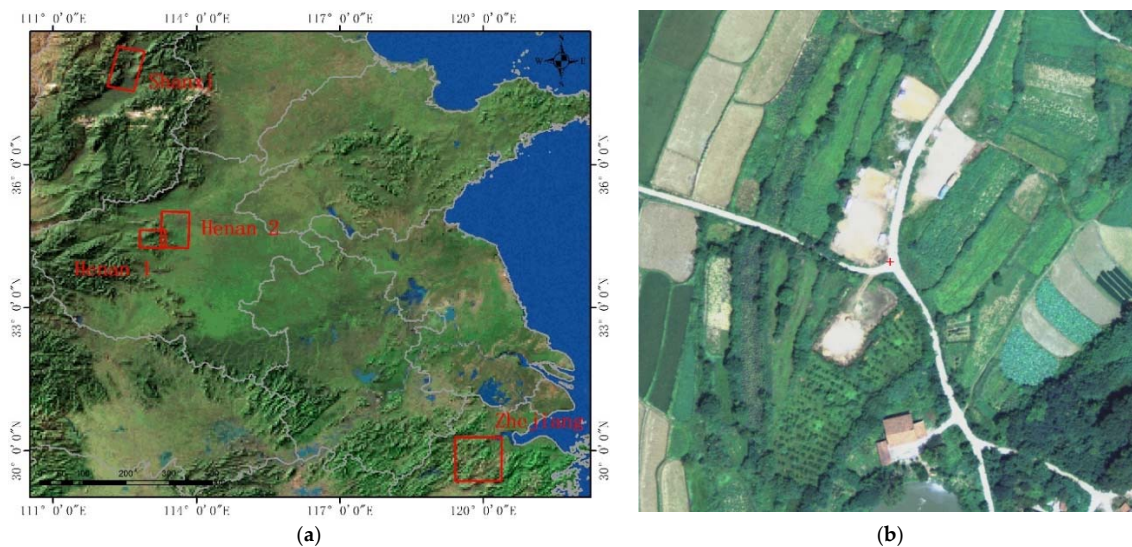 111° 0' 0"E 114° 0' 0"E 117° 0' 0"E 120° 0' 0"E
N
W E
S
Shanxi
36° 0' 0"N
36° 0' 0"N
Henan 2
Henan 1
33° 0' 0"N
33° 0' 0"N
Zhejiang
30° 0' 0"N
30° 0' 0"N
200
111° 0' 0"E 114° 0' 0"E 117° 0' 0"E 120° 0' 0"E
(a) (b)